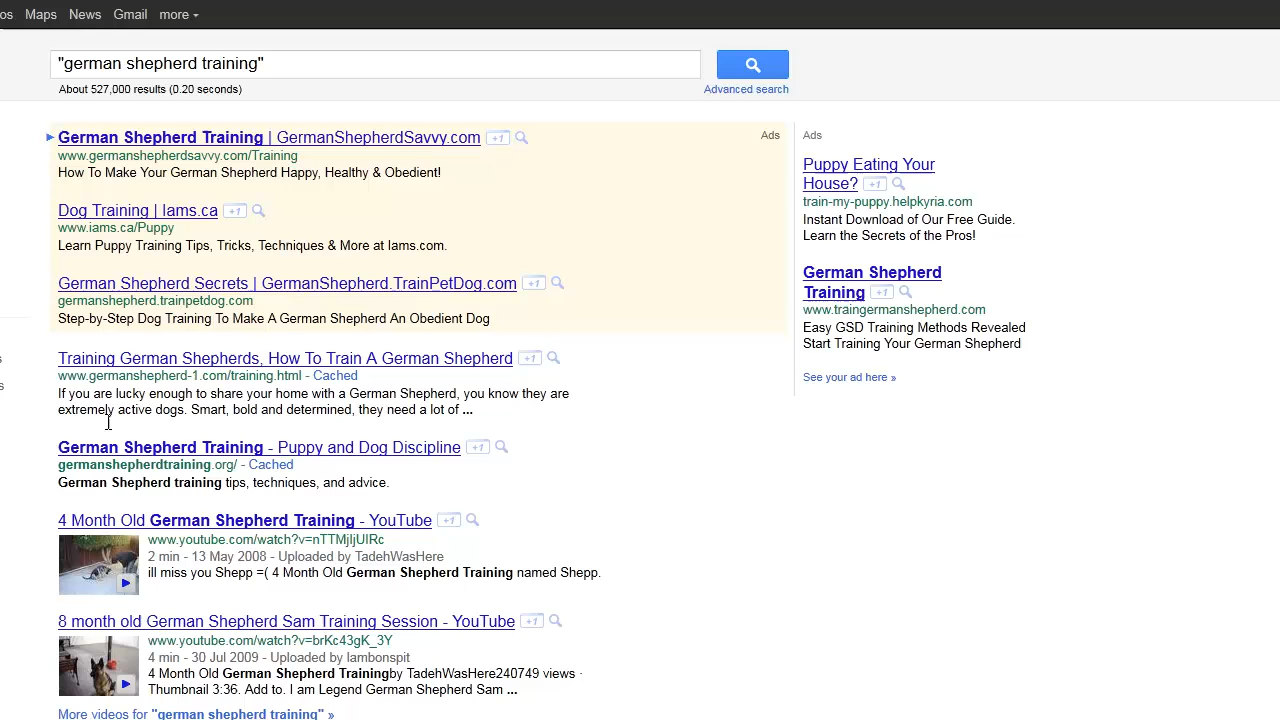 Maps News Gmail more
"german shepherd training"
About 527,000 results (0.20 seconds)
Advanced search
German Shepherd Training | GermanShepherdSavvy.com +1
Ads
www.germanshepherdsavvy.com/Training
How To Make Your German Shepherd Happy, Healthy & Obedient!
Dog Training | Iams.ca +1
www.iams.ca/Puppy
Learn Puppy Training Tips, Tricks, Techniques & More at Iams.com.
German Shepherd Secrets | GermanShepherd.TrainPetDog.com +1
germanshepherd.trainpetdog.com
Step-by-Step Dog Training To Make A German Shepherd An Obedient Dog
Training German Shepherds, How To Train A German Shepherd +1
www.germanshepherd-1.com/training.html - Cached
If you are lucky enough to share your home with a German Shepherd, you know they are
extremely active dogs. Smart, bold and determined, they need a lot of ...
German Shepherd Training - Puppy and Dog Discipline +1
germanshepherdtraining.org/ - Cached
German Shepherd training tips, techniques, and advice.
4 Month Old German Shepherd Training - YouTube +1
www.youtube.com/watch?v=nTTMjIjUIRc
2 min - 13 May 2008 - Uploaded by TadehWasHere
ill miss you Shepp =( 4 Month Old German Shepherd Training named Shepp.
8 month old German Shepherd Sam Training Session - YouTube +1
www.youtube.com/watch?v=brKc43gK_3Y
4 min - 30 Jul 2009 - Uploaded by lambonspit
4 Month Old German Shepherd Trainingby TadehWasHere240749 views ·
Thumbnail 3:36. Add to. I am Legend German Shepherd Sam ...
More videos for "german shepherd training" »
Ads
Puppy Eating Your
House? +1
train-my-puppy.helpkyria.com
Instant Download of Our Free Guide.
Learn the Secrets of the Pros!
German Shepherd
Training +1
www.traingermanshepherd.com
Easy GSD Training Methods Revealed
Start Training Your German Shepherd
See your ad here »